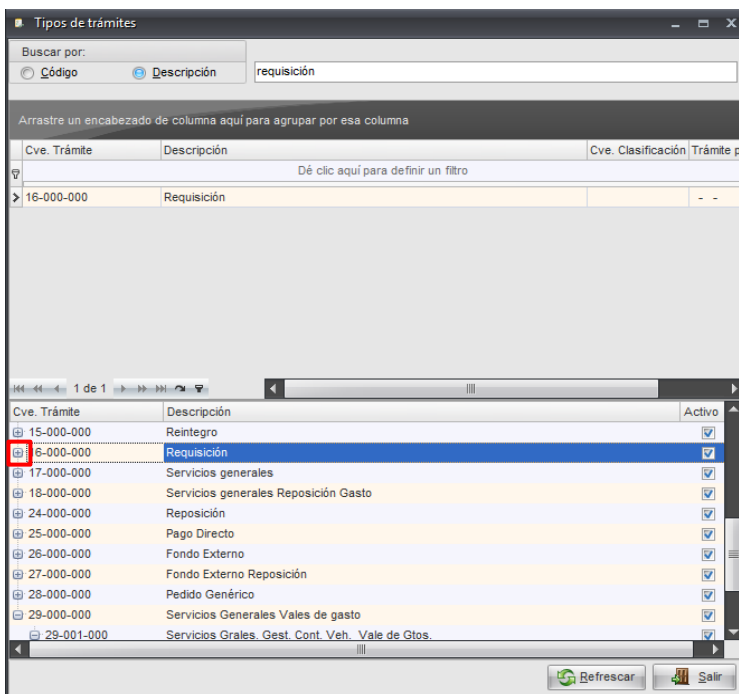 Tipos de trámites
Buscar por:
Código Descripción requisición
Arrastre un encabezado de columna aquí para agrupar por esa columna
Cve. Trámite Descripción Cve. Clasificación Trámite p
Dé clic aquí para definir un filtro
16-000-000 Requisición - -
1 de 1
Cve. Trámite Descripción Activo
15-000-000 Reintegro
6-000-000 Requisición
17-000-000 Servicios generales
18-000-000 Servicios generales Reposición Gasto
24-000-000 Reposición
25-000-000 Pago Directo
26-000-000 Fondo Externo
27-000-000 Fondo Externo Reposición
28-000-000 Pedido Genérico
29-000-000 Servicios Generales Vales de gasto
29-001-000 Servicios Grales. Gest. Cont. Veh. Vale de Gtos.
Refrescar Salir